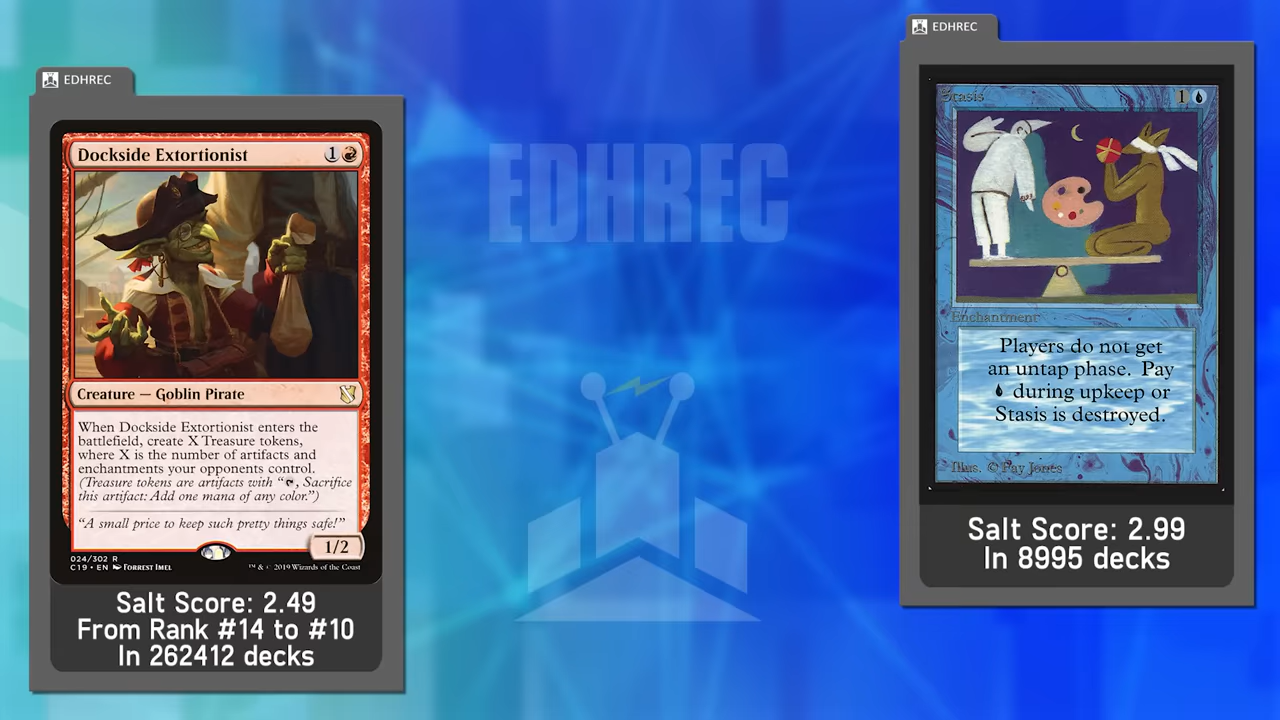 EDHREC
Dockside Extortionist 1
Creature — Goblin Pirate
When Dockside Extortionist enters the
battlefield, create X Treasure tokens,
where X is the number of artifacts and
enchantments your opponents control.
(Treasure tokens are artifacts with “, Sacrifice
this artifact: Add one mana of any color.”)
“A small price to keep such pretty things safe!”
1/2
024/302 R
C19 • EN Forrest Imel
™ & © 2019 Wizards of the Coast
Salt Score: 2.49
From Rank #14 to #10
In 262412 decks
EDHREC
EDHREC
Stasis 1
Enchantment
Players do not get
an untap phase. Pay
during upkeep or
Stasis is destroyed.
Illus. © Fay Jones
Salt Score: 2.99
In 8995 decks